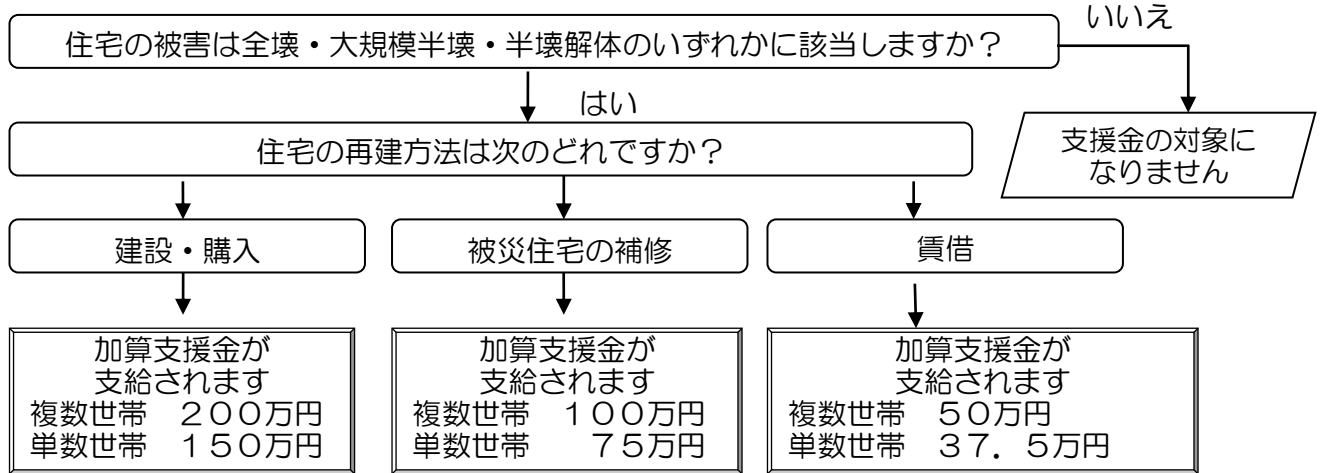 いいえ
住宅の被害は全壊・大規模半壊・半壊解体のいずれかに該当しますか？
はい
支援金の対象に
なりません
住宅の再建方法は次のどれですか？
建設・購入
被災住宅の補修
賃借
加算支援金が
支給されます
複数世帯　２００万円
単数世帯　１５０万円
加算支援金が
支給されます
複数世帯　１００万円
単数世帯　　７５万円
加算支援金が
支給されます
複数世帯　５０万円
単数世帯　３７．５万円